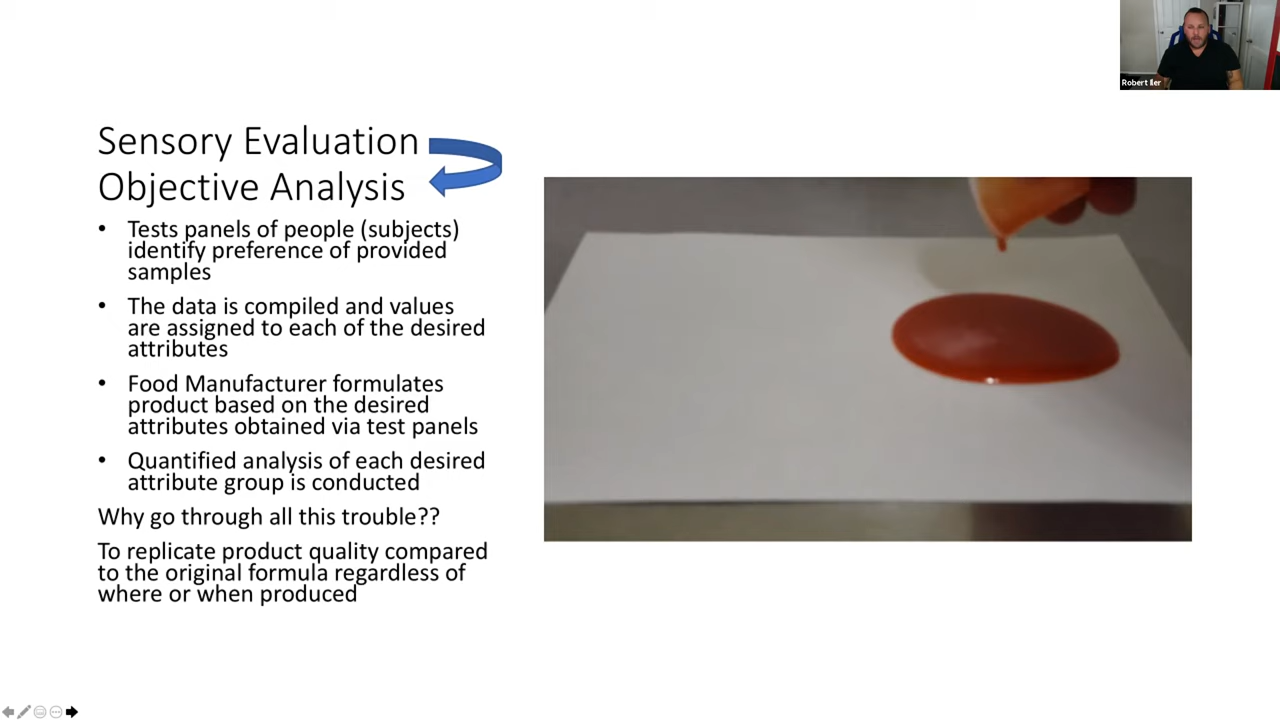 Robert Iler
Sensory Evaluation
Objective Analysis
• Tests panels of people (subjects)
identify preference of provided
samples
• The data is compiled and values
are assigned to each of the desired
attributes
• Food Manufacturer formulates
product based on the desired
attributes obtained via test panels
• Quantified analysis of each desired
attribute group is conducted
Why go through all this trouble??
To replicate product quality compared
to the original formula regardless of
where or when produced